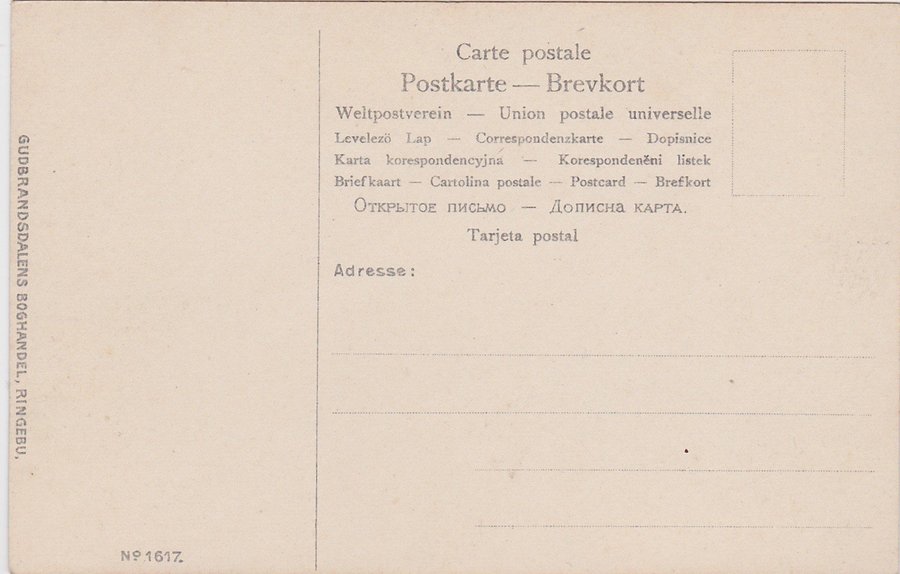 Carte postale
Postkarte — Brevkort
Weltpostverein — Union postale universelle
Levelezö Lap — Correspondenzkarte — Dopisnice
Karta korespondencyjna — Korespondeněni listek
Briefkaart — Cartolina postale — Postcard — Brefkort
Открытое письмо — Дописна карта.
Tarjeta postal
Adresse:
GUDBRANDSDALENS BOGHANDEL, RINGEBU.
Nº 1617.